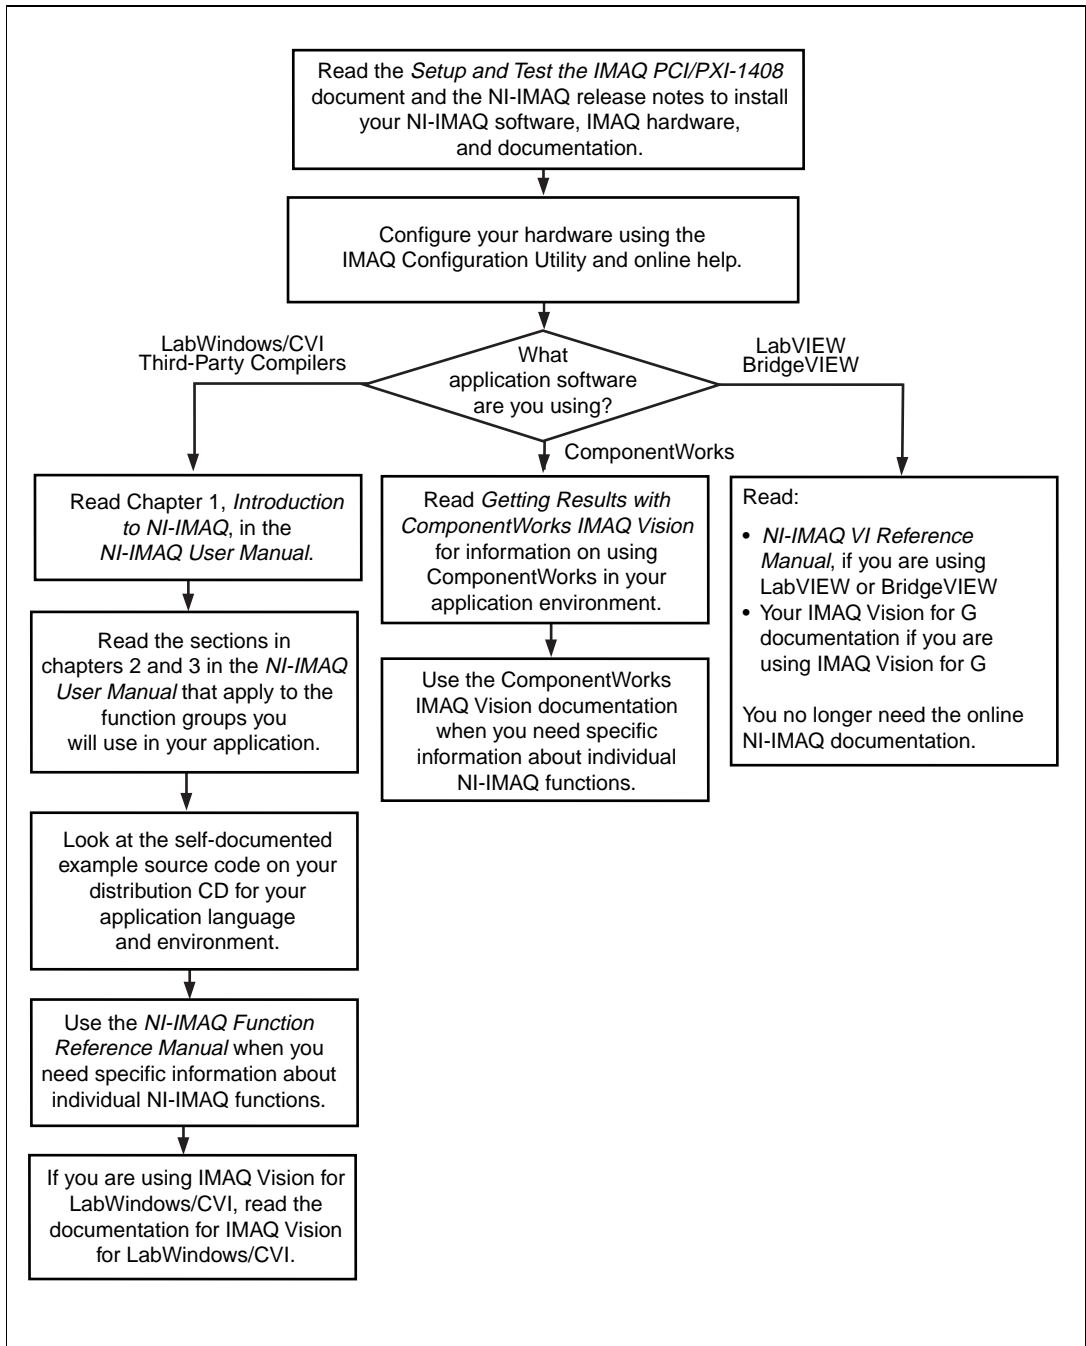 Read the Setup and Test the IMAQ PCI/PXI-1408
document and the NI-IMAQ release notes to install
your NI-IMAQ software, IMAQ hardware,
and documentation.
Configure your hardware using the
IMAQ Configuration Utility and online help.
LabWindows/CVI
Third-Party Compilers
What
application software
are you using?
LabVIEW
BridgeVIEW
ComponentWorks
Read Chapter 1, Introduction
to NI-IMAQ, in the
NI-IMAQ User Manual.
Read the sections in
chapters 2 and 3 in the NI-IMAQ
User Manual that apply to the
function groups you
will use in your application.
Look at the self-documented
example source code on your
distribution CD for your
application language
and environment.
Use the NI-IMAQ Function
Reference Manual when you
need specific information about
individual NI-IMAQ functions.
If you are using IMAQ Vision for
LabWindows/CVI, read the
documentation for IMAQ Vision
for LabWindows/CVI.
Read Getting Results with
ComponentWorks IMAQ Vision
for information on using
ComponentWorks in your
application environment.
Use the ComponentWorks
IMAQ Vision documentation
when you need specific
information about individual
NI-IMAQ functions.
Read:
• NI-IMAQ VI Reference
Manual, if you are using
LabVIEW or BridgeVIEW
• Your IMAQ Vision for G
documentation if you are
using IMAQ Vision for G
You no longer need the online
NI-IMAQ documentation.